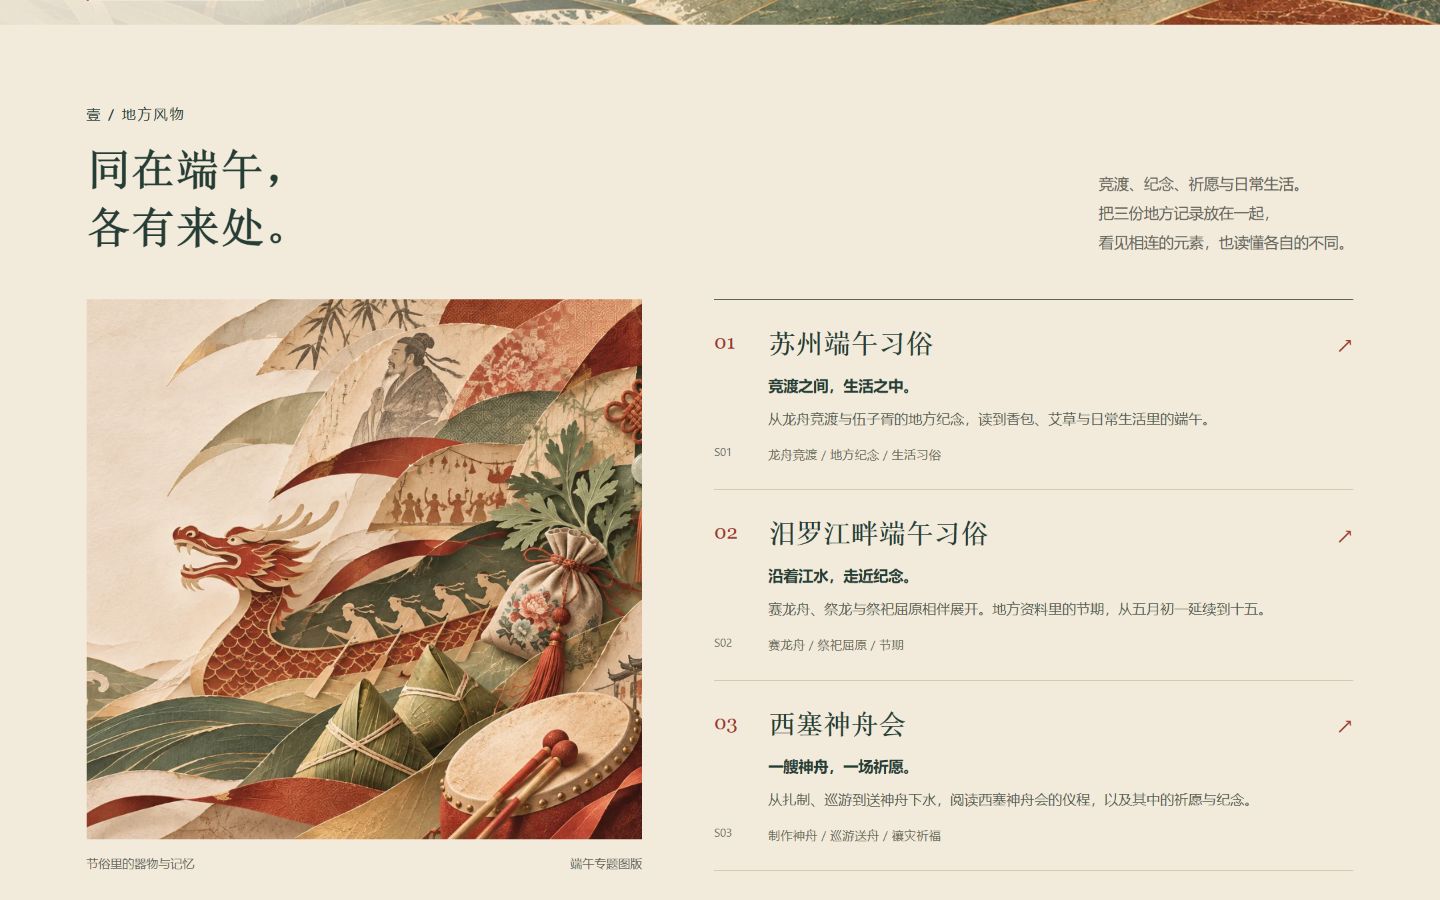 壹 / 地方风物
同在端午，
各有来处。
竞渡、纪念、祈愿与日常生活。
把三份地方记录放在一起，
看见相连的元素，也读懂各自的不同。
01 苏州端午习俗 ↗
竞渡之间，生活之中。
从龙舟竞渡与伍子胥的地方纪念，读到香包、艾草与日常生活里的端午。
S01 龙舟竞渡 / 地方纪念 / 生活习俗
02 汨罗江畔端午习俗 ↗
沿着江水，走近纪念。
赛龙舟、祭龙与祭祀屈原相伴展开。地方资料里的节期，从五月初一延续到十五。
S02 赛龙舟 / 祭祀屈原 / 节期
03 西塞神舟会 ↗
一艘神舟，一场祈愿。
从扎制、巡游到送神舟下水，阅读西塞神舟会的仪程，以及其中的祈愿与纪念。
S03 制作神舟 / 巡游送舟 / 禳灾祈福
节俗里的器物与记忆
端午专题图版